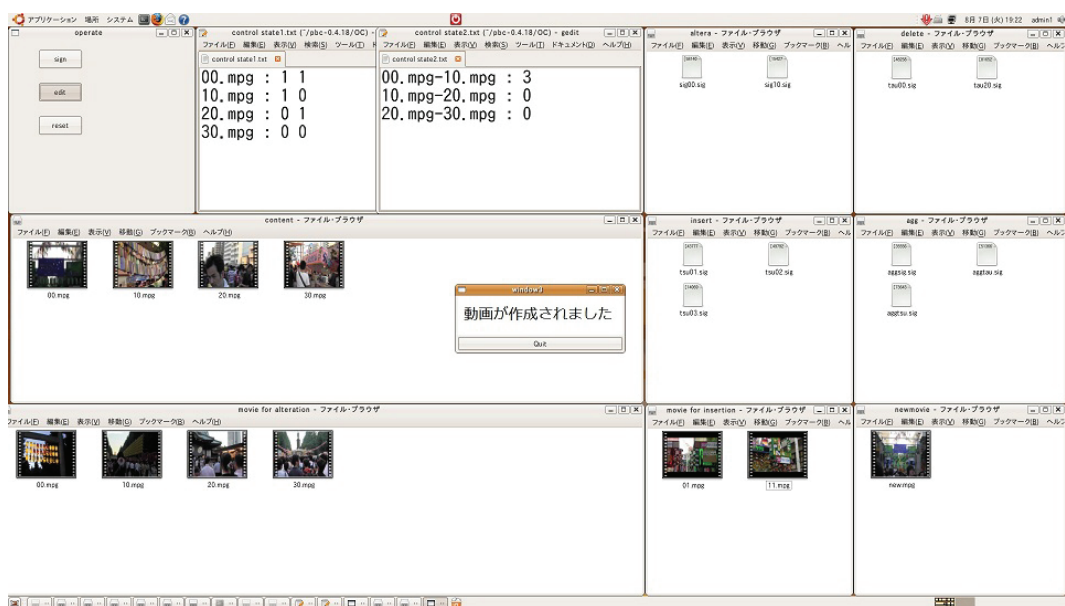 アプリケーション 場所 システム
8月 7日 (火) 19:22 admin1
operate
sign
edit
reset
control state1.txt (~/pbc-0.4.18/OC) -
ファイル(F) 編集(E) 表示(V) 検索(S) ツール(T)
control state1.txt
00.mpg : 1 1
10.mpg : 1 0
20.mpg : 0 1
30.mpg : 0 0
control state2.txt (~/pbc-0.4.18/OC) - gedit
ファイル(F) 編集(E) 表示(V) 検索(S) ツール(T) ドキュメント(D) ヘルプ(H)
control state2.txt
00.mpg-10.mpg : 3
10.mpg-20.mpg : 0
20.mpg-30.mpg : 0
altera - ファイル・ブラウザ
ファイル(F) 編集(E) 表示(V) 移動(G) ブックマーク(B) ヘル
sig00.sig
sig10.sig
delete - ファイル・ブラウザ
ファイル(F) 編集(E) 表示(V) 移動(G) ブックマーク(B) ヘル
tau00.sig
tau20.sig
content - ファイル・ブラウザ
ファイル(F) 編集(E) 表示(V) 移動(G) ブックマーク(B) ヘルプ(H)
00.mpg
10.mpg
20.mpg
30.mpg
window3
動画が作成されました
Quit
insert - ファイル・ブラウザ
ファイル(F) 編集(E) 表示(V) 移動(G) ブックマーク(B) ヘル
tsu01.sig
tsu02.sig
tsu03.sig
agg - ファイル・ブラウザ
ファイル(F) 編集(E) 表示(V) 移動(G) ブックマーク(B) ヘル
aggsig.sig
aggtau.sig
aggtsu.sig
movie for alteration - ファイル・ブラウザ
ファイル(F) 編集(E) 表示(V) 移動(G) ブックマーク(B) ヘルプ(H)
00.mpg
10.mpg
20.mpg
30.mpg
movie for insertion - ファイル・ブラウザ
ファイル(F) 編集(E) 表示(V) 移動(G) ブックマーク(B) ヘル
01.mpg
11.mpg
newmovie - ファイル・ブラウザ
ファイル(F) 編集(E) 表示(V) 移動(G) ブックマーク(B) ヘル
new.mpg